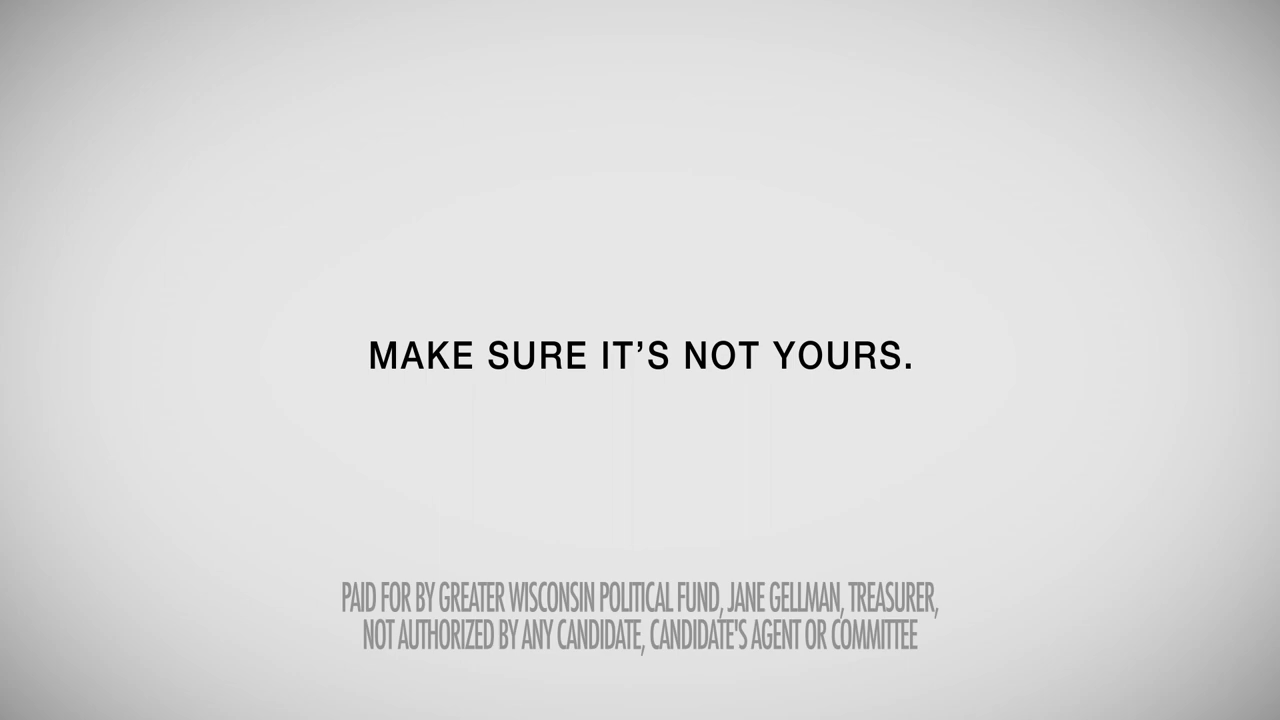 MAKE SURE IT’S NOT YOURS.
PAID FOR BY GREATER WISCONSIN POLITICAL FUND, JANE GELLMAN, TREASURER,
NOT AUTHORIZED BY ANY CANDIDATE, CANDIDATE'S AGENT OR COMMITTEE